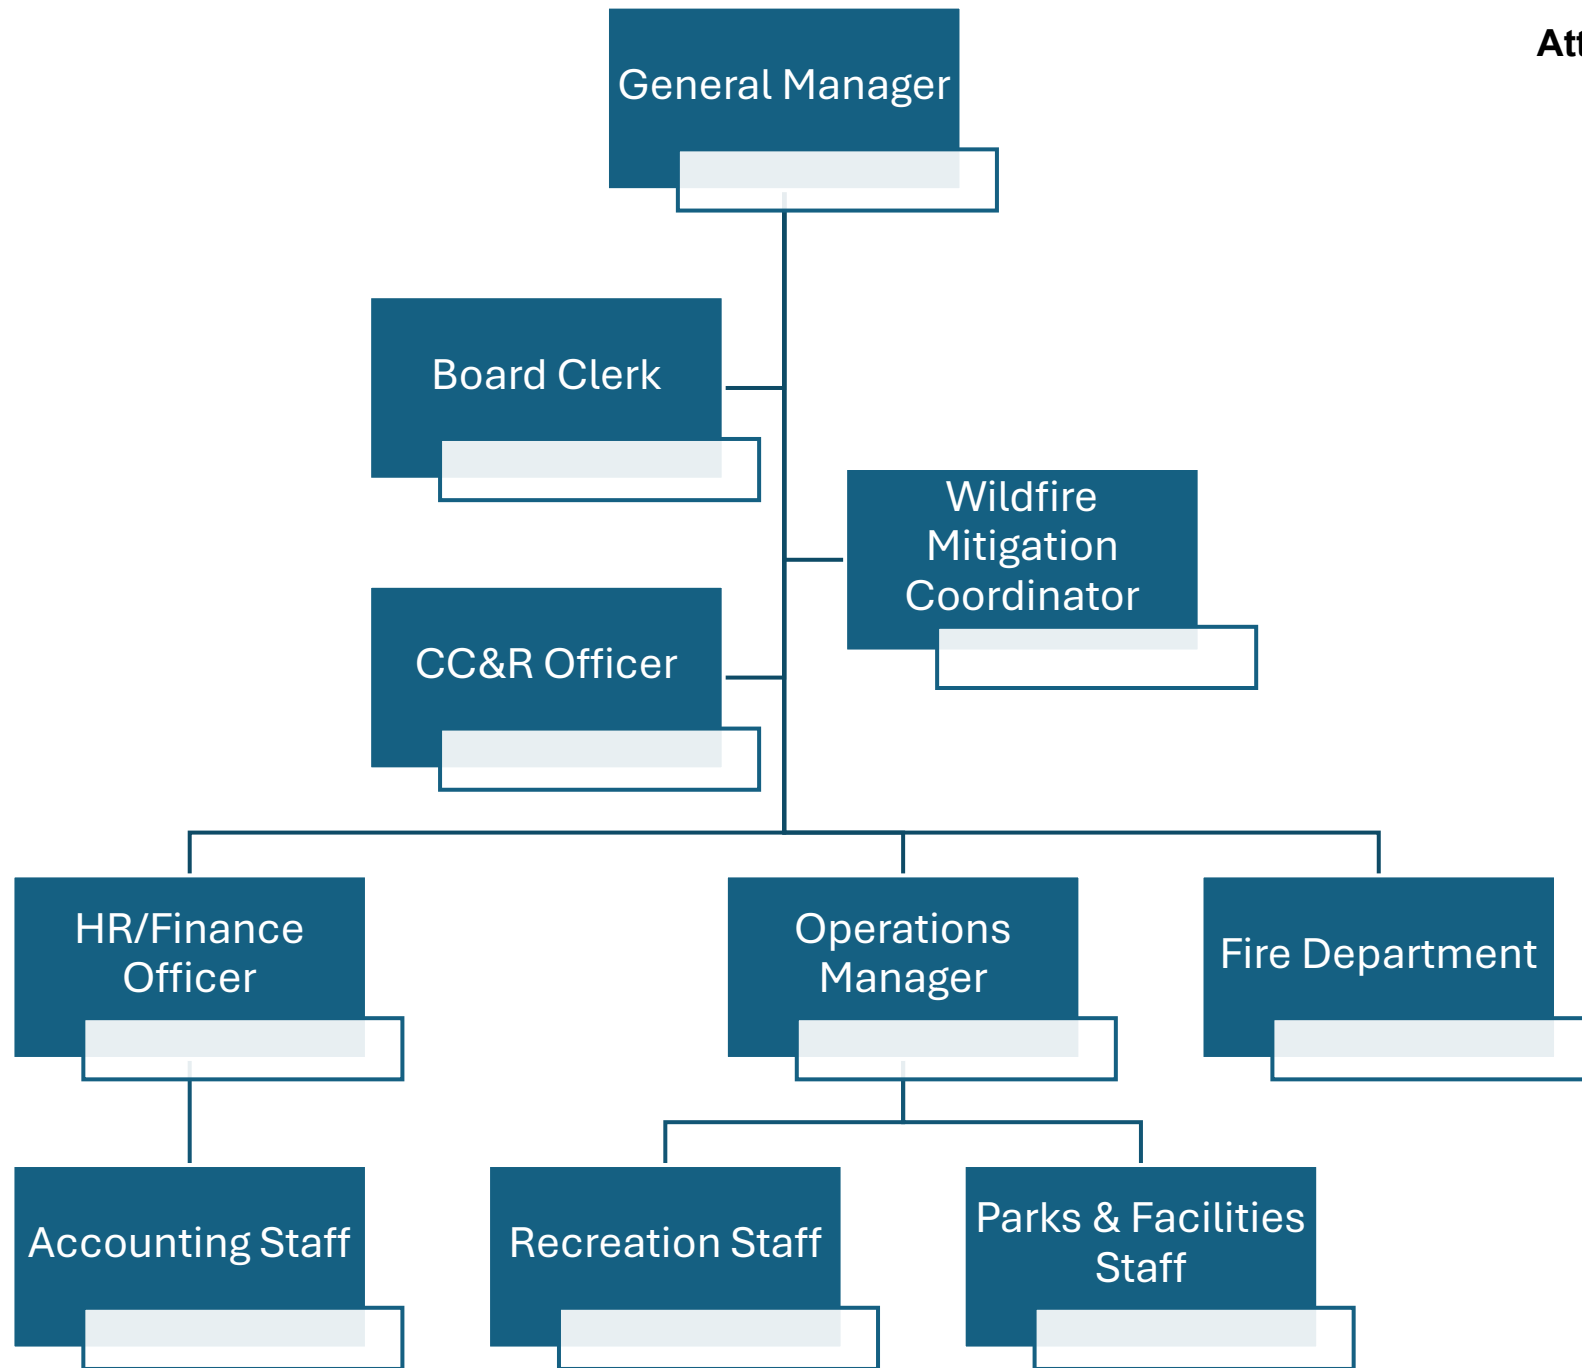 General Manager
Att
Board Clerk
Wildfire
Mitigation
Coordinator
CC&R Officer
HR/Finance
Officer
Operations
Manager
Fire Department
Accounting Staff
Recreation Staff
Parks & Facilities
Staff